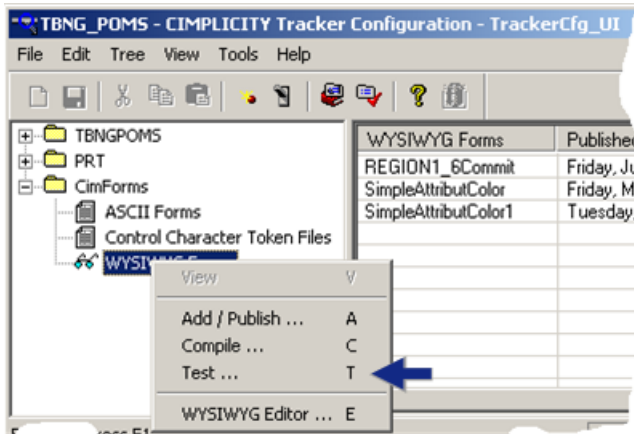 TBNG_POMS - CIMPLICITY Tracker Configuration - TrackerCfg_UI
File Edit Tree View Tools Help
TBNGPOMS
PRT
CimForms
ASCII Forms
Control Character Token Files
WYSIWYG
WYSIWYG Forms Published
REGION1_6Commit Friday, Ju
SimpleAttributColor Friday, M
SimpleAttributColor1 Tuesday,
View V
Add / Publish ... A
Compile ... C
Test ... T
WYSIWYG Editor ... E